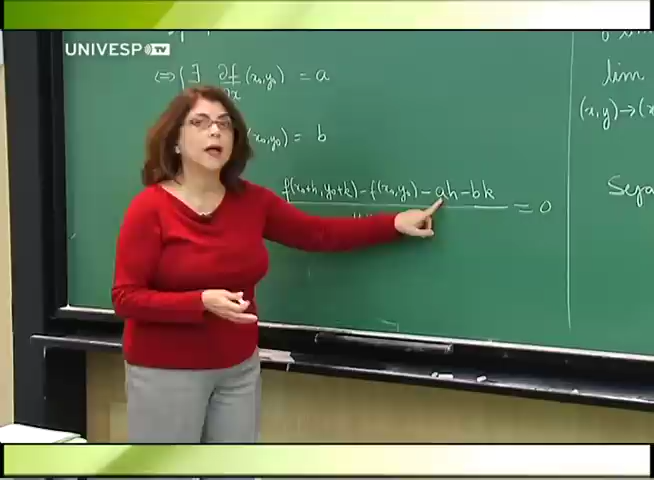 UNIVESP TV
⇔ ( ∃ ∂f/∂x (x₀,y₀) = a
(x₀,y₀) = b
f(x₀+h, y₀+k) - f(x₀,y₀) - ah - bk = 0
lim
(x,y)→(x
Seja